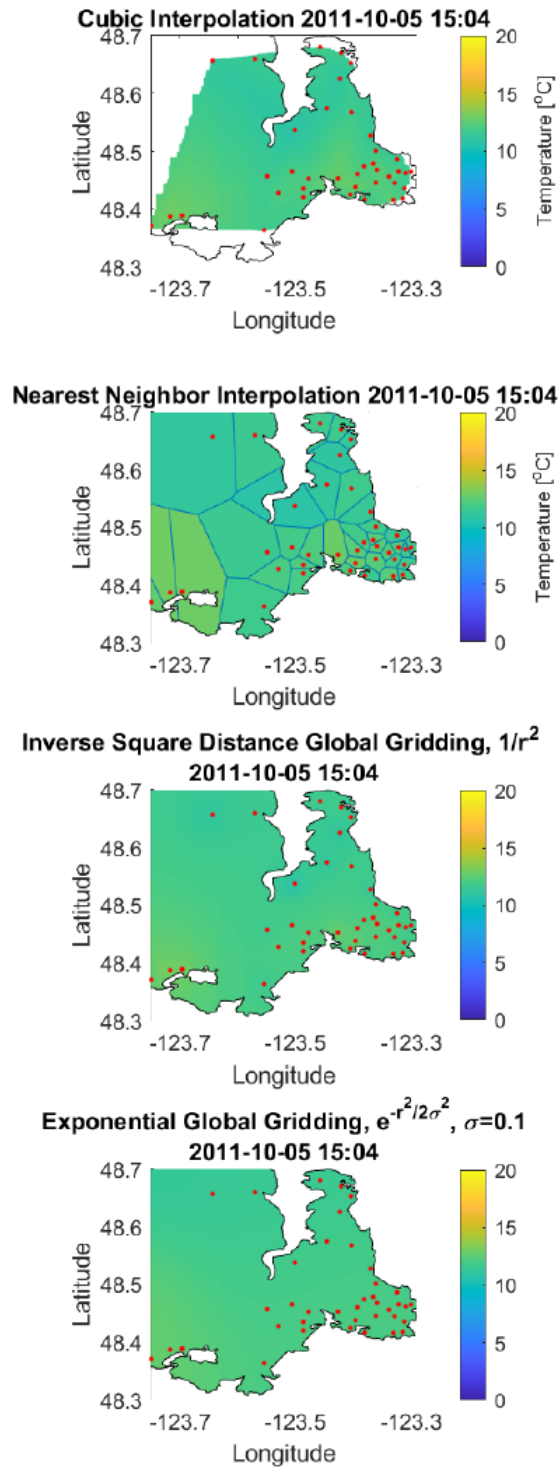 Cubic Interpolation 2011-10-05 15:04
48.7
48.6
48.5
48.4
48.3
Latitude
-123.7 -123.5 -123.3
Longitude
20
15
10
5
0
Temperature [°C]
Nearest Neighbor Interpolation 2011-10-05 15:04
48.7
48.6
48.5
48.4
48.3
Latitude
-123.7 -123.5 -123.3
Longitude
20
15
10
5
0
Temperature [°C]
Inverse Square Distance Global Gridding, 1/r²
2011-10-05 15:04
48.7
48.6
48.5
48.4
48.3
Latitude
-123.7 -123.5 -123.3
Longitude
20
15
10
5
0
Exponential Global Gridding, e^{-r²/2σ²}, σ=0.1
2011-10-05 15:04
48.7
48.6
48.5
48.4
48.3
Latitude
-123.7 -123.5 -123.3
Longitude
20
15
10
5
0